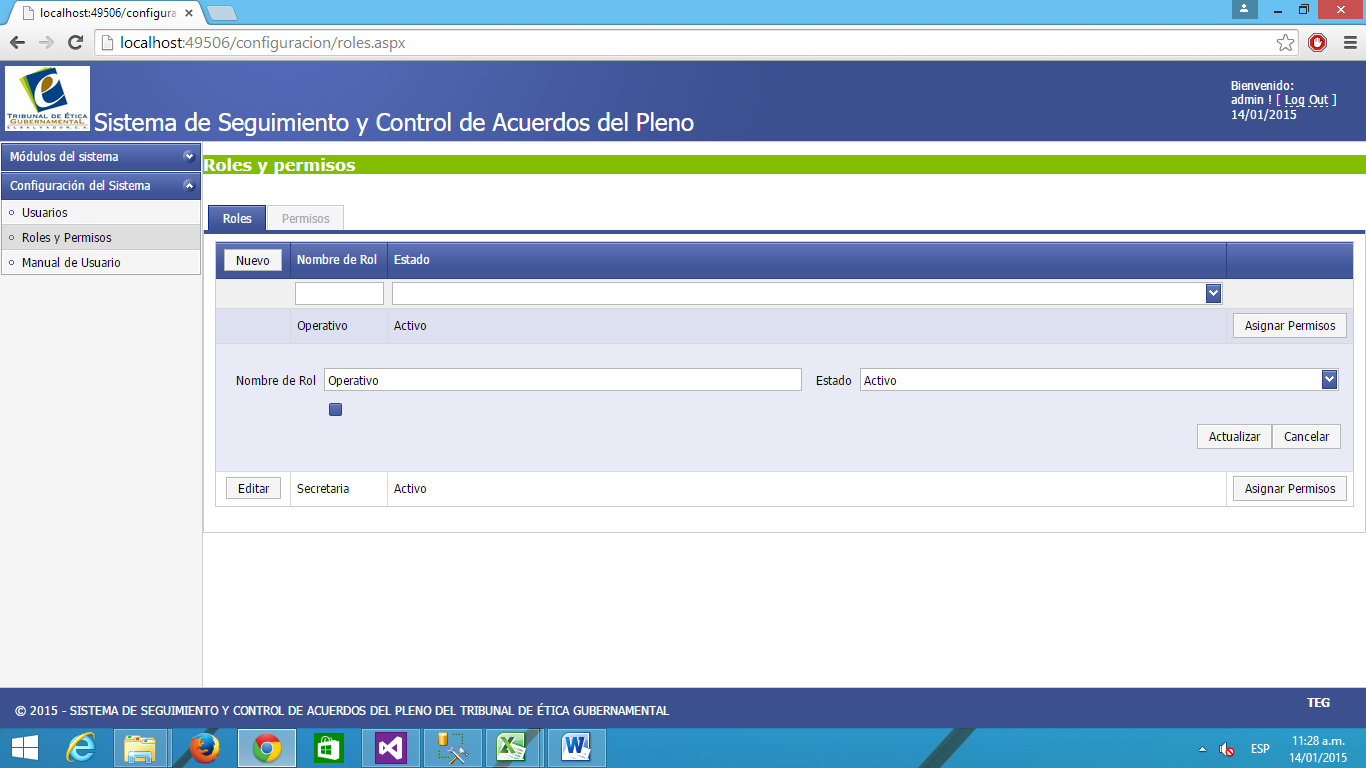 localhost:49506/configura
localhost:49506/configuracion/roles.aspx
TRIBUNAL DE ÉTICA
GUBERNAMENTAL
EL SALVADOR, C.A.
Sistema de Seguimiento y Control de Acuerdos del Pleno
Bienvenido:
admin ! [ Log Out ]
14/01/2015
Módulos del sistema
Configuración del Sistema
Usuarios
Roles y Permisos
Manual de Usuario
Roles y permisos
Roles Permisos
Nuevo Nombre de Rol Estado
Operativo Activo Asignar Permisos
Nombre de Rol Operativo Estado Activo
Actualizar Cancelar
Editar Secretaria Activo Asignar Permisos
© 2015 - SISTEMA DE SEGUIMIENTO Y CONTROL DE ACUERDOS DEL PLENO DEL TRIBUNAL DE ÉTICA GUBERNAMENTAL
TEG
ESP
11:28 a.m.
14/01/2015